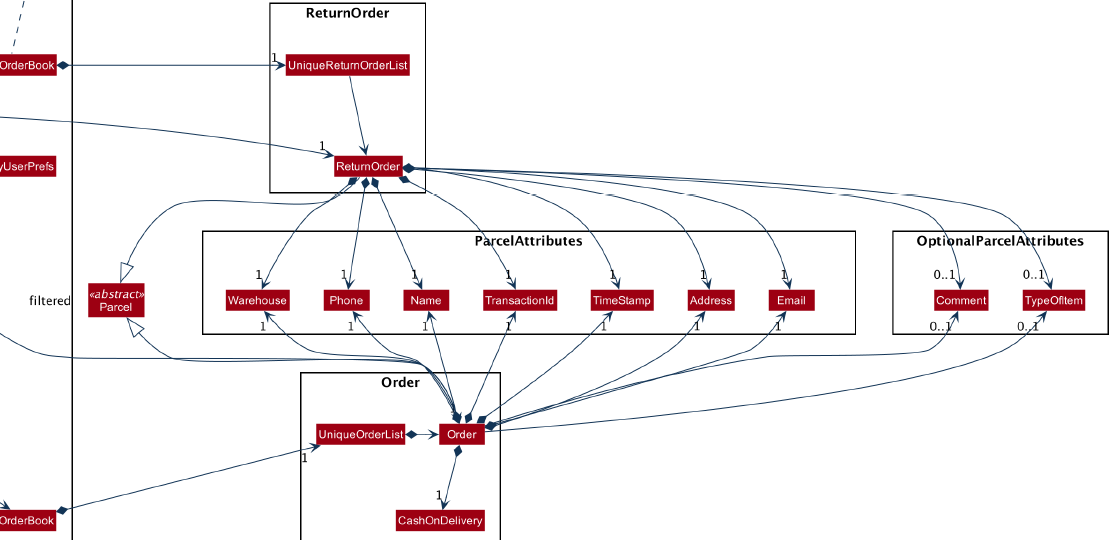 ReturnOrder
OrderBook
1
UniqueReturnOrderList
1
yUserPrefs
ReturnOrder
ParcelAttributes
OptionalParcelAttributes
1 1 1 1 1 1 1 0..1 0..1
«abstract»
Parcel
filtered
Warehouse Phone Name TransactionId TimeStamp Address Email Comment TypeOfItem
1 1 1 1 1 1 1 0..1 0..1
Order
UniqueOrderList
Order
1
1
OrderBook
CashOnDelivery